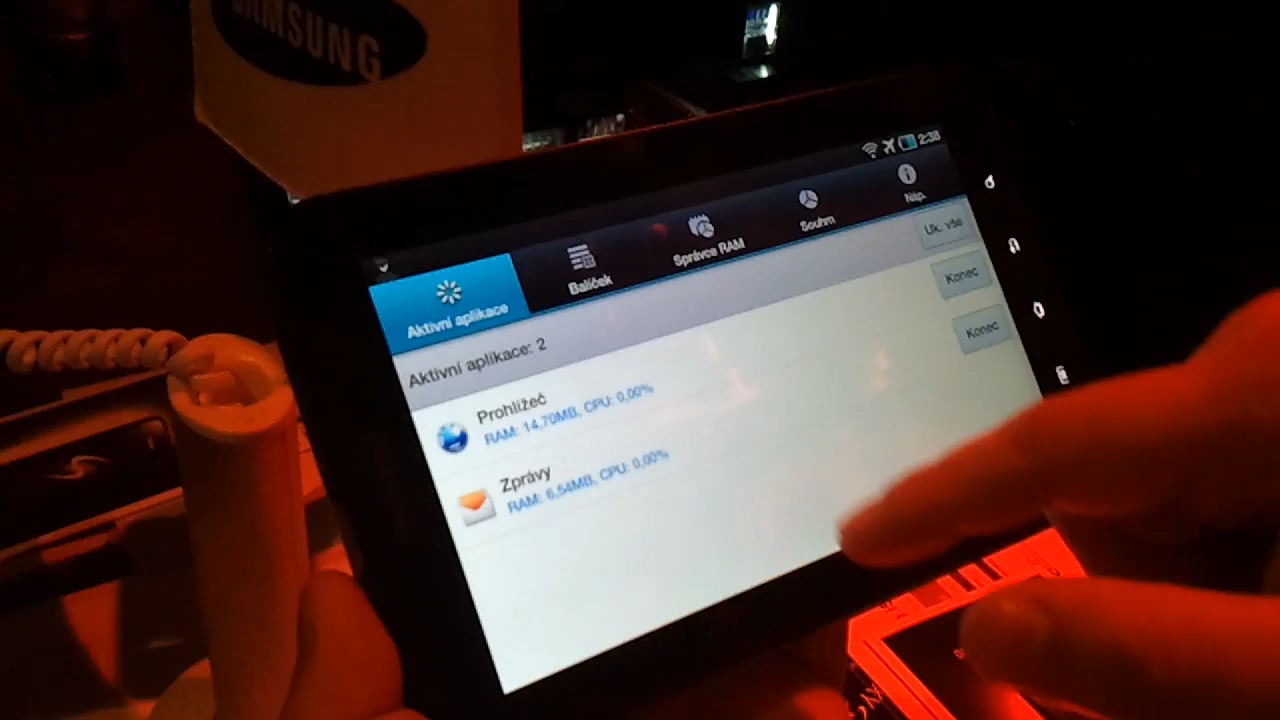 SAMSUNG
2:38
Aktivní aplikace
Balíček
Správce RAM
Souhrn
Náp.
Aktivní aplikace: 2
Uk. vše
Prohlížeč
RAM: 14,70MB, CPU: 0,00%
Konec
Zprávy
RAM: 6,54MB, CPU: 0,00%
Konec